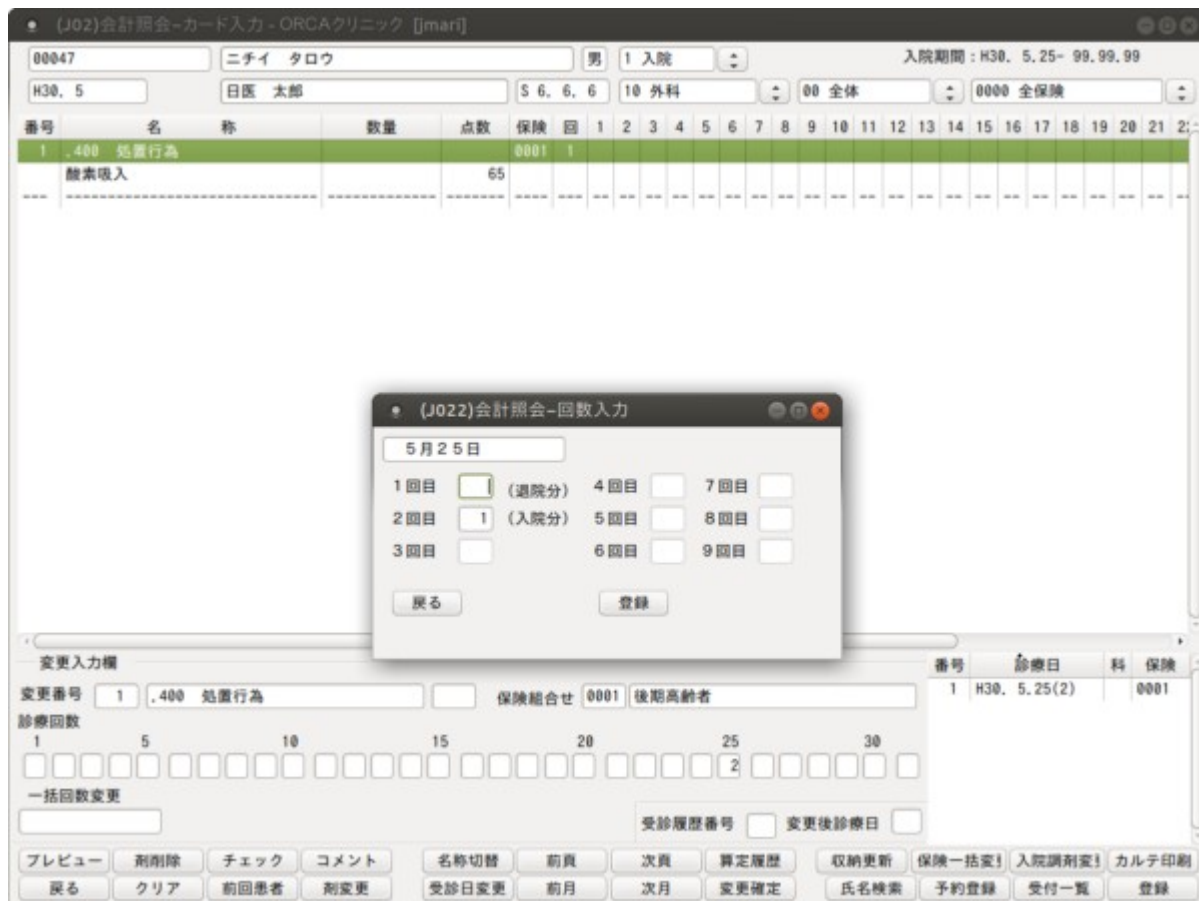 (J02)会計照会-カード入力 - ORCAクリニック [jmari]
00047 ニチイ タロウ 男 1 入院 入院期間：H30. 5.25- 99.99.99
H30. 5 日医 太郎 S 6. 6. 6 10 外科 00 全体 0000 全保険
番号 名 称 数量 点数 保険 回 1 2 3 4 5 6 7 8 9 10 11 12 13 14 15 16 17 18 19 20 21
1 .400 処置行為 0001 1
酸素吸入 65
(J022)会計照会-回数入力
5月25日
1回目 (退院分) 4回目 7回目
2回目 1 (入院分) 5回目 8回目
3回目 6回目 9回目
戻る 登録
変更入力欄
番号 診療日 科 保険
変更番号 1 .400 処置行為 保険組合せ 0001 後期高齢者
1 H30. 5.25(2) 0001
診療回数
1 5 10 15 20 25 30
2
一括回数変更
受診履歴番号 変更後診療日
プレビュー 剤削除 チェック コメント 名称切替 前頁 次頁 算定履歴 収納更新 保険一括変 入院調剤変 カルテ印刷
戻る クリア 前回患者 剤変更 受診日変更 前月 次月 変更確定 氏名検索 予約登録 受付一覧 登録